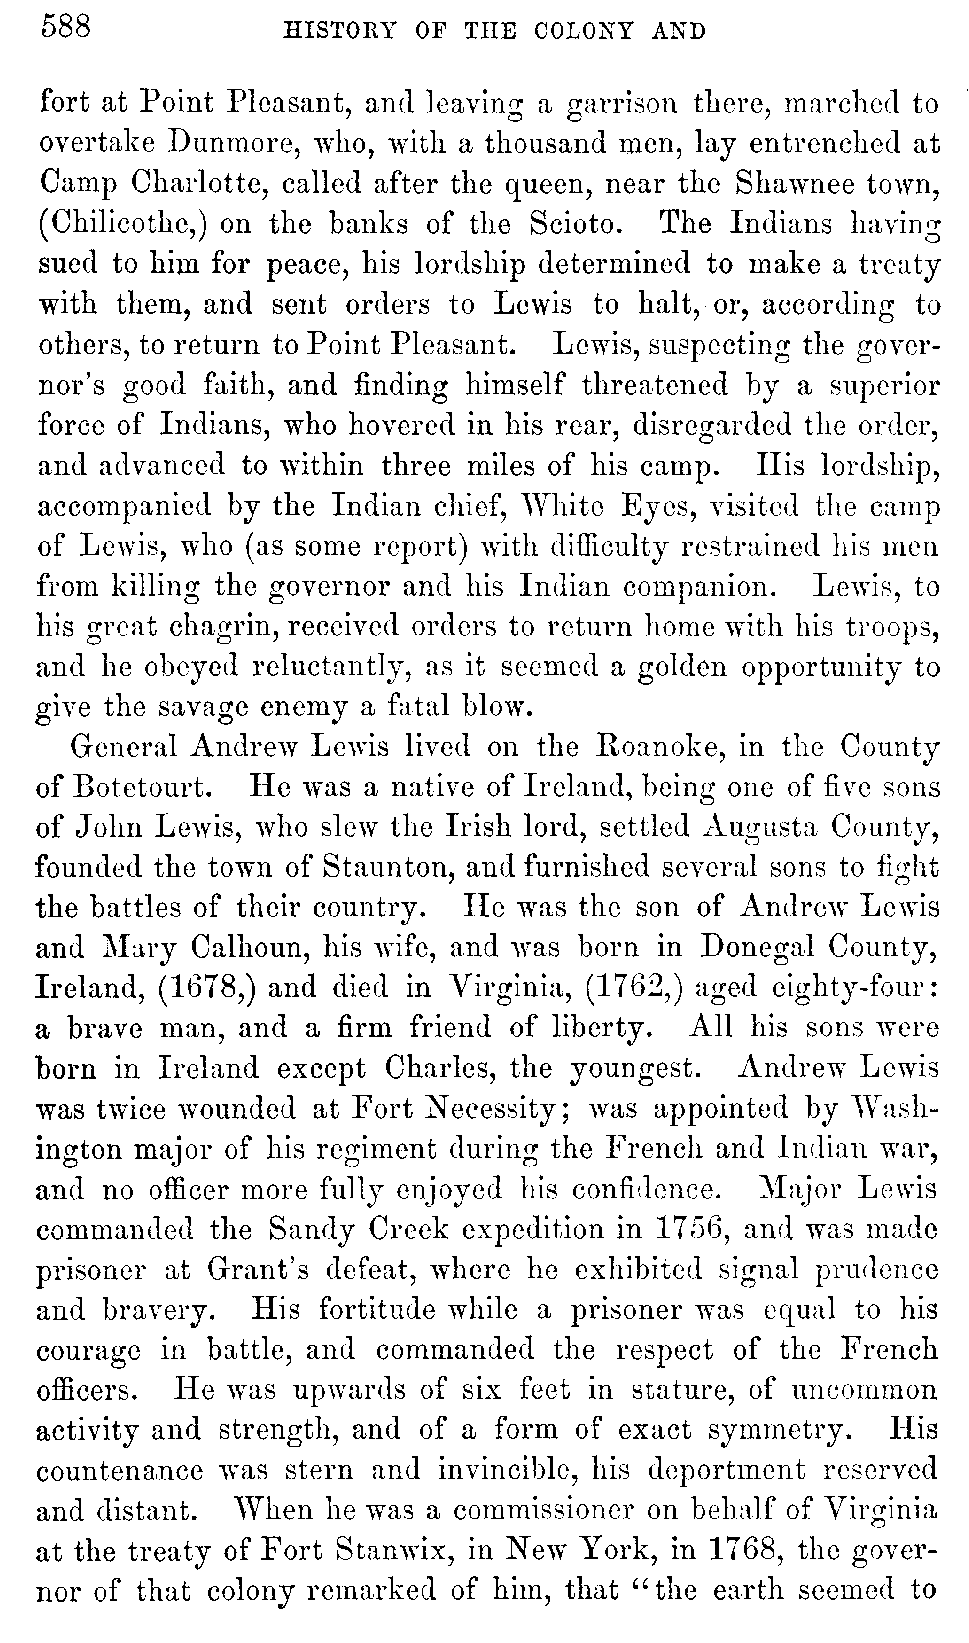 588 HISTORY OF THE COLONY AND
fort at Point Pleasant, and leaving a garrison there, marched to
overtake Dunmore, who, with a thousand men, lay entrenched at
Camp Charlotte, called after the queen, near the Shawnee town,
(Chilicothe,) on the banks of the Scioto. The Indians having
sued to him for peace, his lordship determined to make a treaty
with them, and sent orders to Lewis to halt, or, according to
others, to return to Point Pleasant. Lewis, suspecting the gover-
nor's good faith, and finding himself threatened by a superior
force of Indians, who hovered in his rear, disregarded the order,
and advanced to within three miles of his camp. His lordship,
accompanied by the Indian chief, White Eyes, visited the camp
of Lewis, who (as some report) with difficulty restrained his men
from killing the governor and his Indian companion. Lewis, to
his great chagrin, received orders to return home with his troops,
and he obeyed reluctantly, as it seemed a golden opportunity to
give the savage enemy a fatal blow.
General Andrew Lewis lived on the Roanoke, in the County
of Botetourt. He was a native of Ireland, being one of five sons
of John Lewis, who slew the Irish lord, settled Augusta County,
founded the town of Staunton, and furnished several sons to fight
the battles of their country. He was the son of Andrew Lewis
and Mary Calhoun, his wife, and was born in Donegal County,
Ireland, (1678,) and died in Virginia, (1762,) aged eighty-four:
a brave man, and a firm friend of liberty. All his sons were
born in Ireland except Charles, the youngest. Andrew Lewis
was twice wounded at Fort Necessity; was appointed by Wash-
ington major of his regiment during the French and Indian war,
and no officer more fully enjoyed his confidence. Major Lewis
commanded the Sandy Creek expedition in 1756, and was made
prisoner at Grant's defeat, where he exhibited signal prudence
and bravery. His fortitude while a prisoner was equal to his
courage in battle, and commanded the respect of the French
officers. He was upwards of six feet in stature, of uncommon
activity and strength, and of a form of exact symmetry. His
countenance was stern and invincible, his deportment reserved
and distant. When he was a commissioner on behalf of Virginia
at the treaty of Fort Stanwix, in New York, in 1768, the gover-
nor of that colony remarked of him, that "the earth seemed to